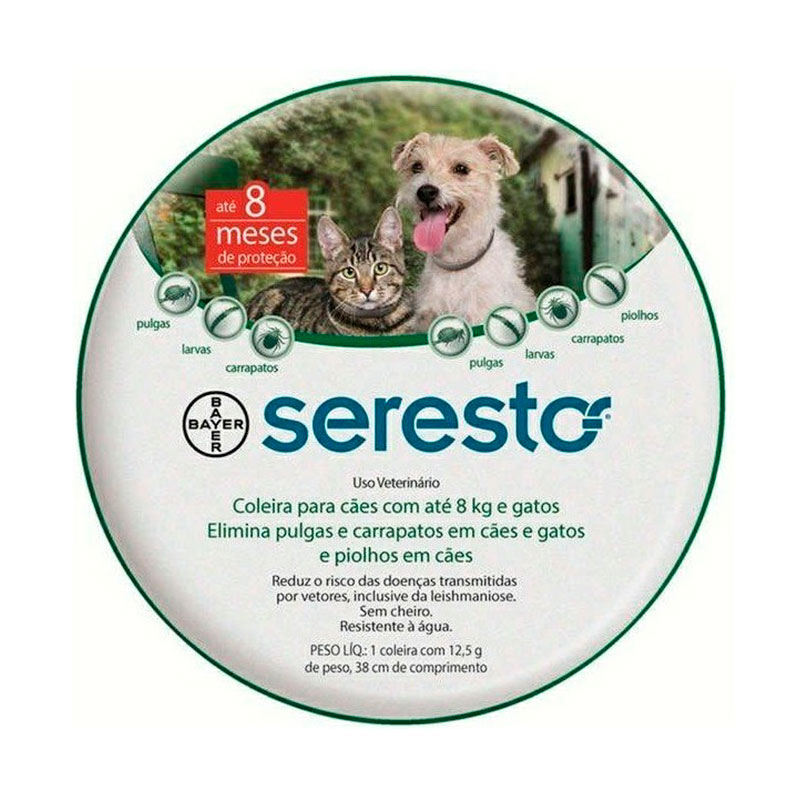 até 8
meses
de proteção
pulgas
larvas
carrapatos
pulgas
larvas
carrapatos
piolhos
BAYER
BAYER
seresto®
Uso Veterinário
Coleira para cães com até 8 kg e gatos
Elimina pulgas e carrapatos em cães e gatos
e piolhos em cães
Reduz o risco das doenças transmitidas
por vetores, inclusive da leishmaniose.
Sem cheiro.
Resistente à água.
PESO LÍQ.: 1 coleira com 12,5 g
de peso, 38 cm de comprimento